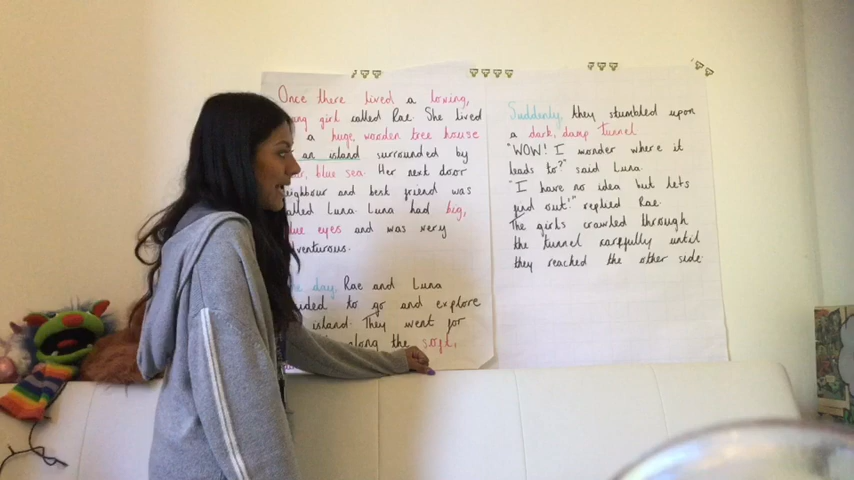 Once there lived a loving,
girl called Rae She lived
a huge, wooden tree house
an island surrounded by
blue sea. Her next door
neighbour and best friend was
called Luna. Luna had big,
eyes and was very
adventurous.
day, Rae and Luna
to go and explore
island. They went for
along the soft,
Suddenly, they stumbled upon
a dark, damp tunnel
"WOW! I wonder where it
leads to?" said Luna.
"I have no idea but lets
find out!" replied Rae.
The girls crawled through
the tunnel carefully until
they reached the other side.